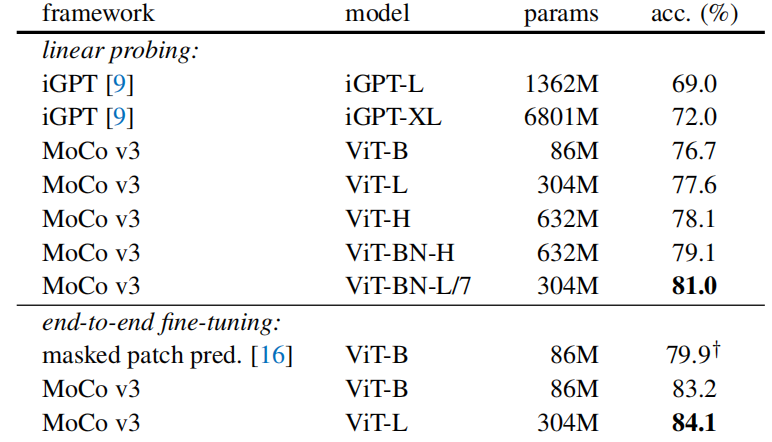 framework model params acc. (%)
linear probing:
iGPT [9] iGPT-L 1362M 69.0
iGPT [9] iGPT-XL 6801M 72.0
MoCo v3 ViT-B 86M 76.7
MoCo v3 ViT-L 304M 77.6
MoCo v3 ViT-H 632M 78.1
MoCo v3 ViT-BN-H 632M 79.1
MoCo v3 ViT-BN-L/7 304M 81.0
end-to-end fine-tuning:
masked patch pred. [16] ViT-B 86M 79.9†
MoCo v3 ViT-B 86M 83.2
MoCo v3 ViT-L 304M 84.1